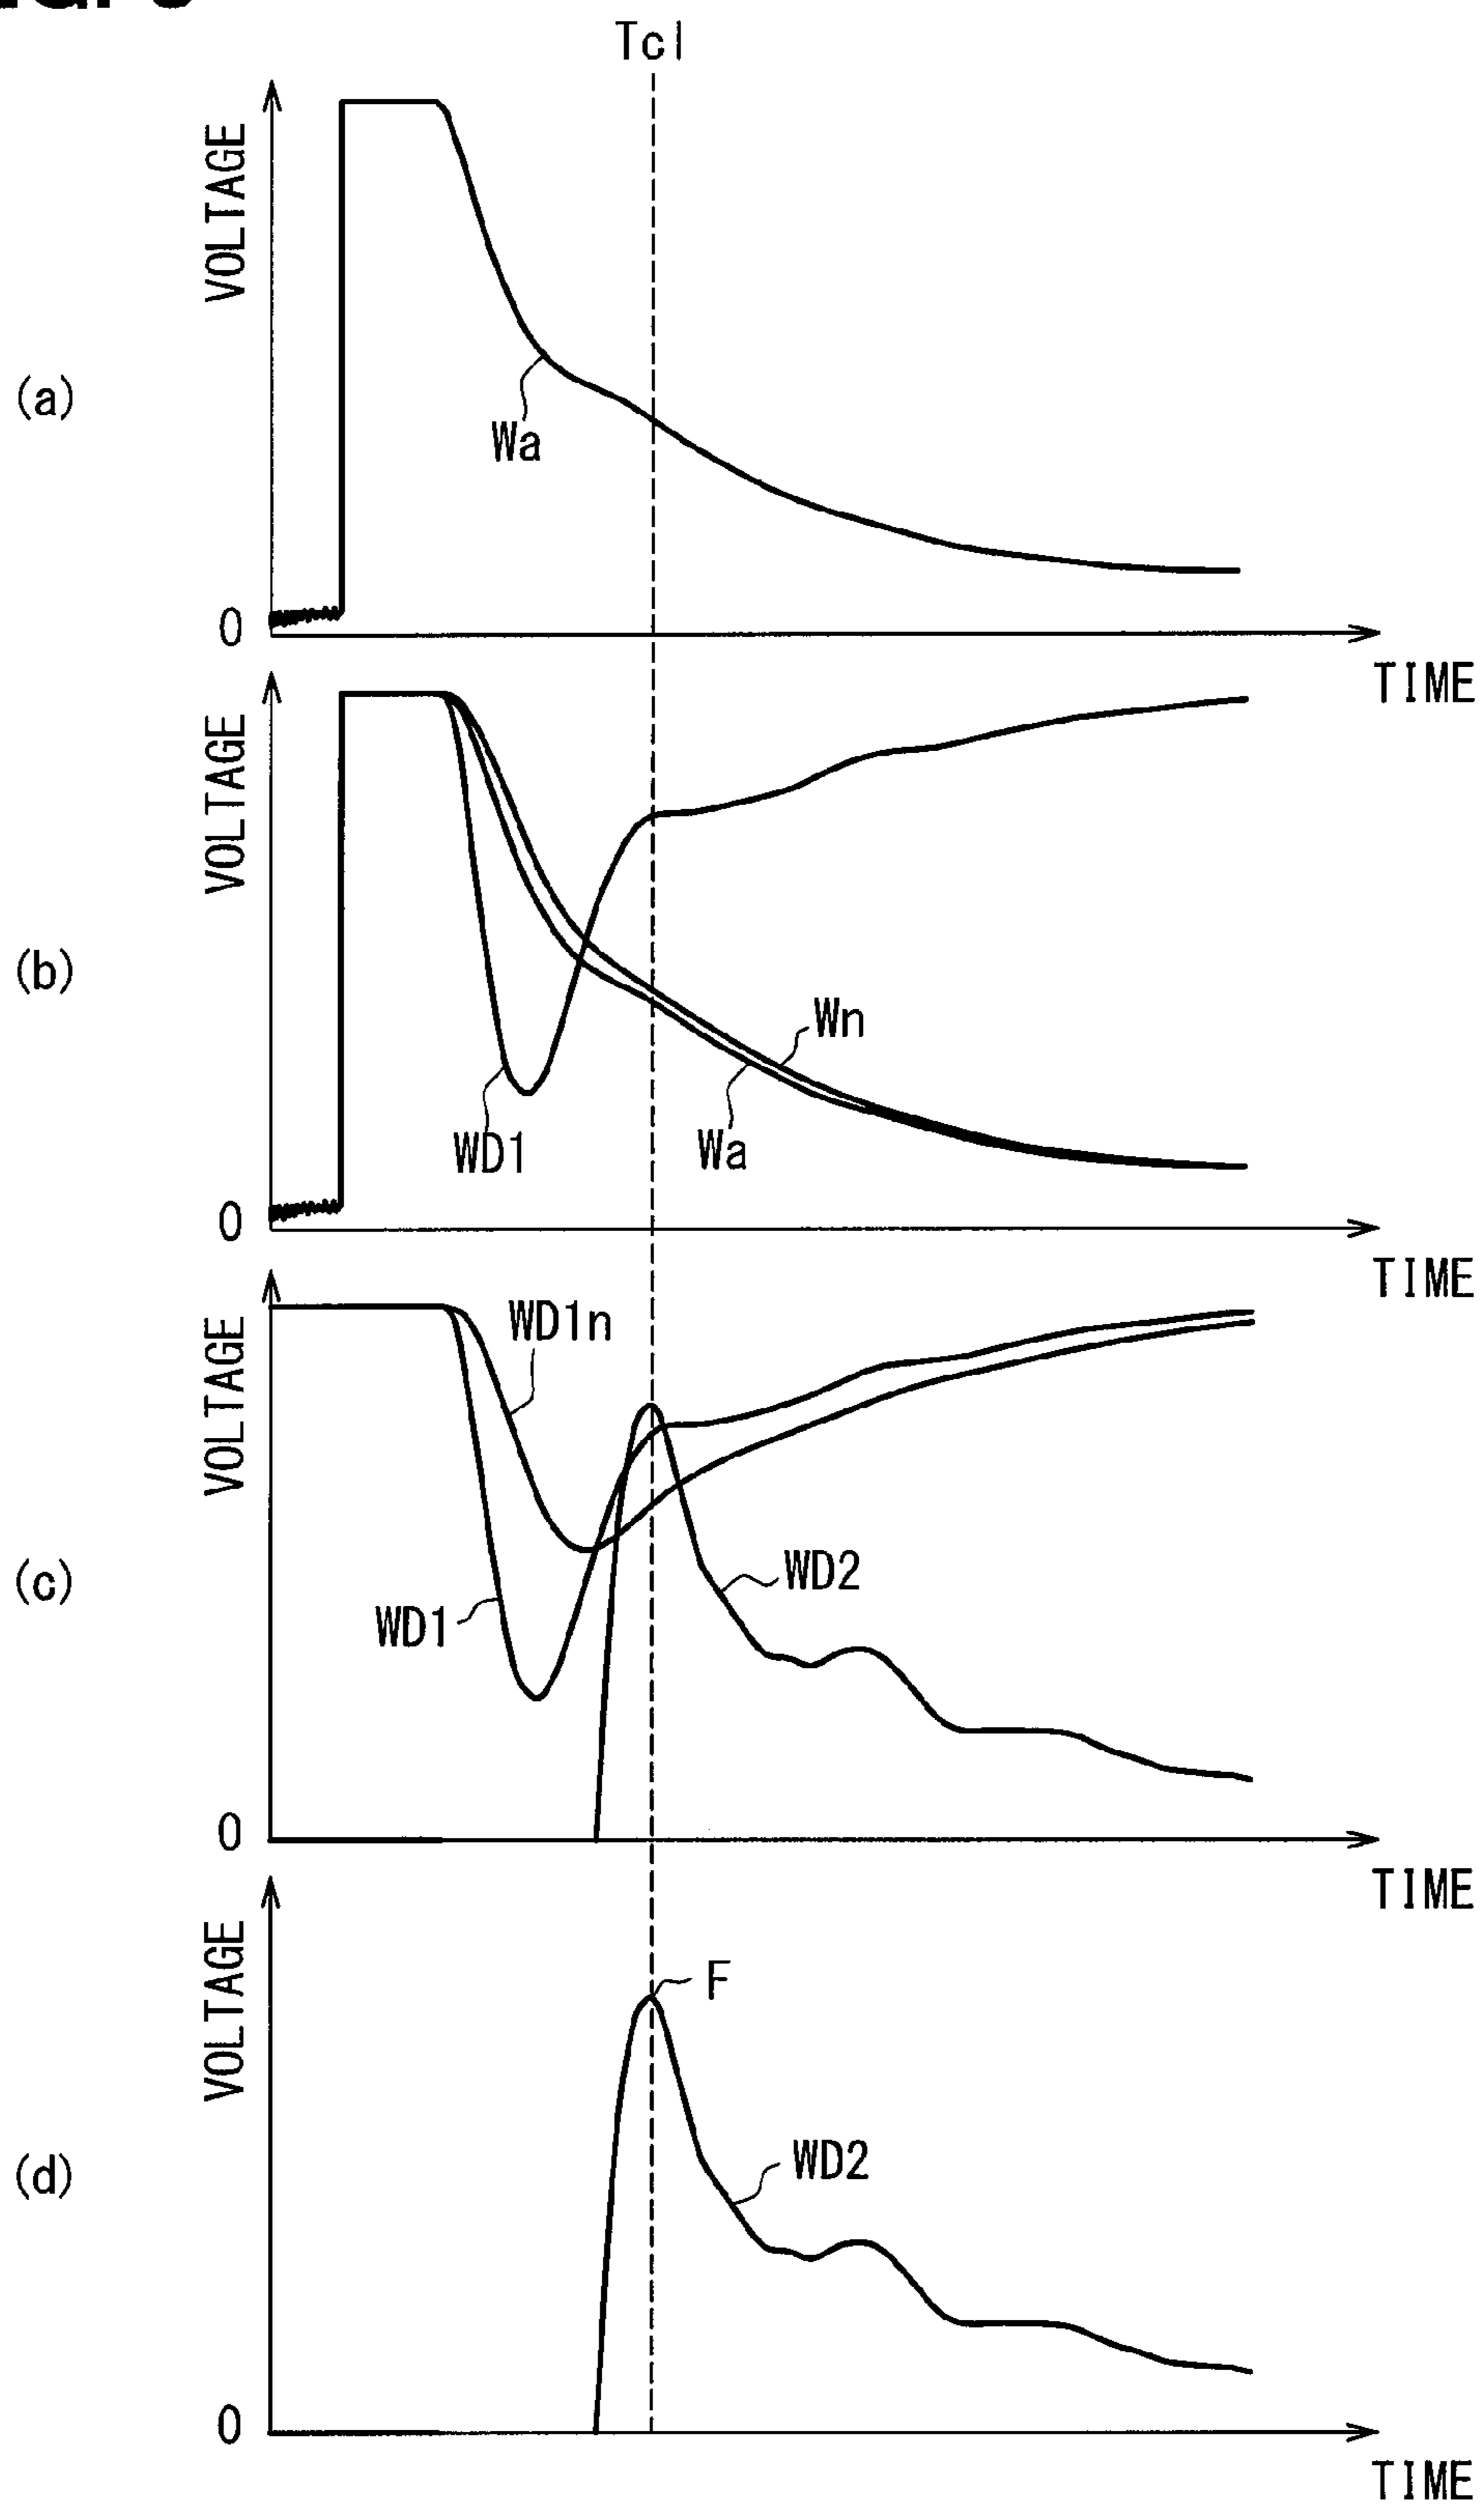 Tcl
VOLTAGE
(a)
Wa
0
TIME
VOLTAGE
(b)
Wn
WD1
Wa
0
TIME
WD1n
VOLTAGE
(c)
WD2
WD1
0
TIME
F
VOLTAGE
WD2
(d)
0
TIME